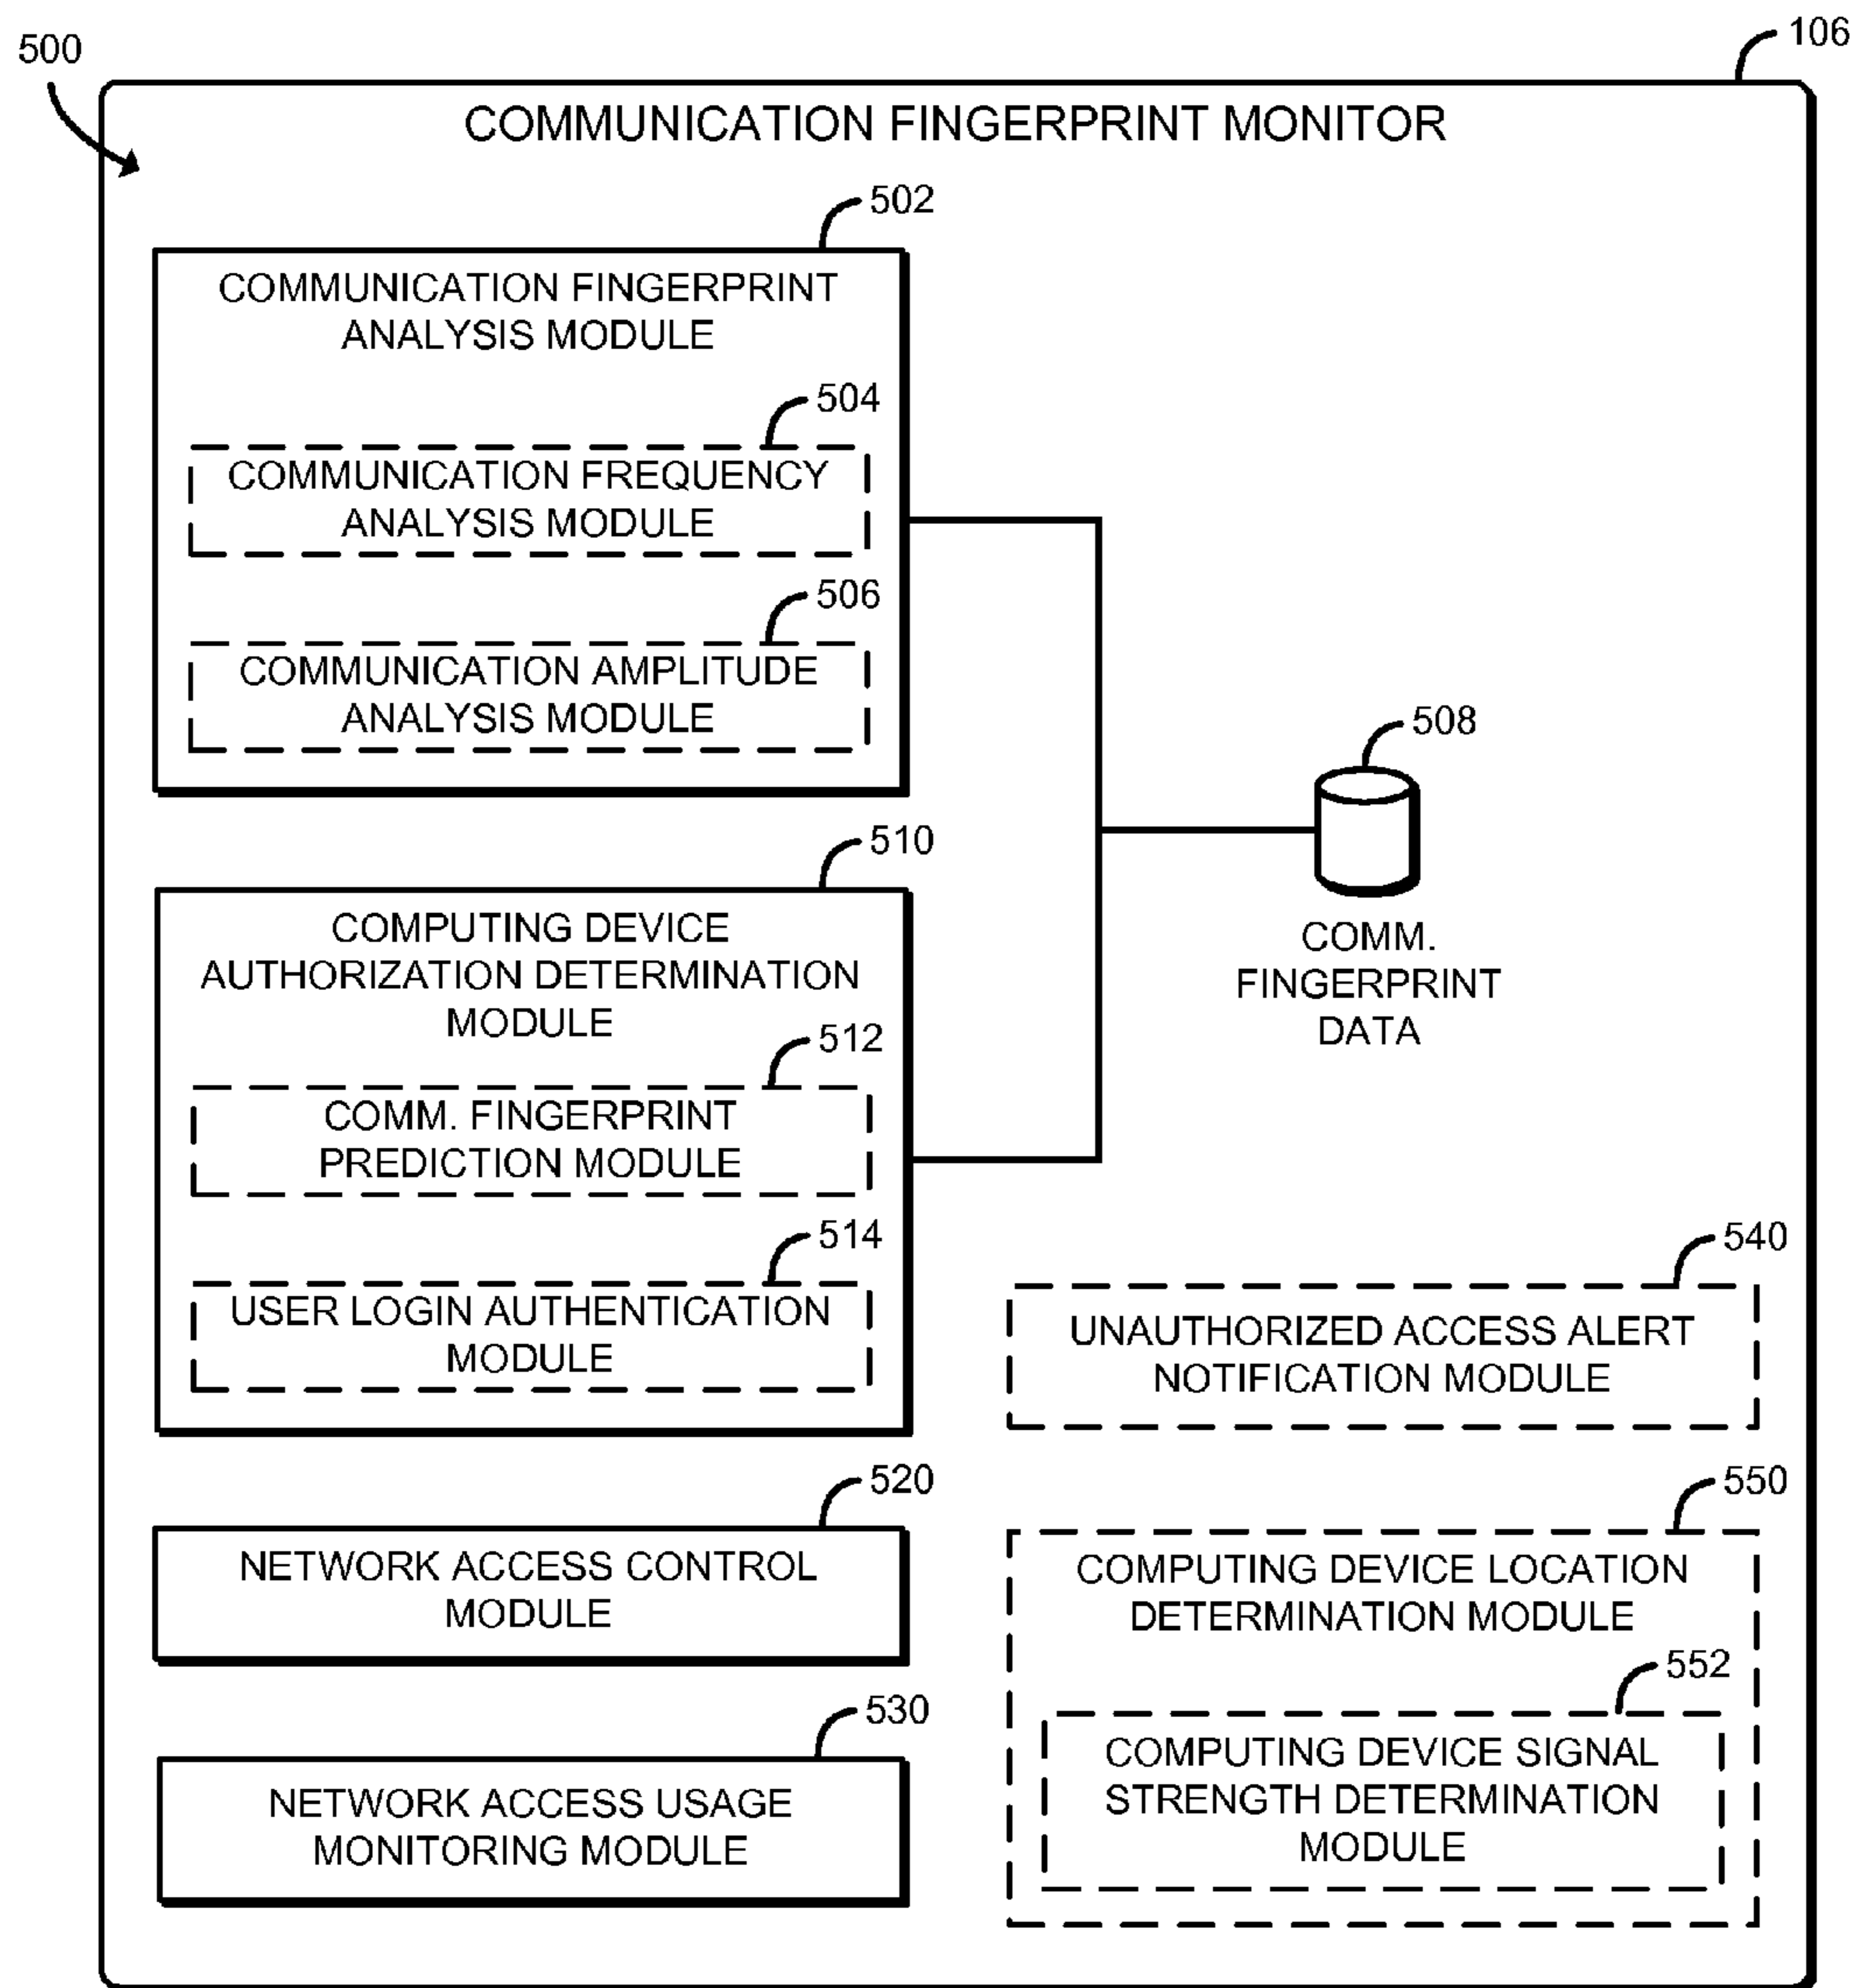 500
106
COMMUNICATION FINGERPRINT MONITOR
502
COMMUNICATION FINGERPRINT
ANALYSIS MODULE
504
COMMUNICATION FREQUENCY
ANALYSIS MODULE
506
COMMUNICATION AMPLITUDE
ANALYSIS MODULE
508
COMM.
FINGERPRINT
DATA
510
COMPUTING DEVICE
AUTHORIZATION DETERMINATION
MODULE
512
COMM. FINGERPRINT
PREDICTION MODULE
514
USER LOGIN AUTHENTICATION
MODULE
520
NETWORK ACCESS CONTROL
MODULE
530
NETWORK ACCESS USAGE
MONITORING MODULE
540
UNAUTHORIZED ACCESS ALERT
NOTIFICATION MODULE
550
COMPUTING DEVICE LOCATION
DETERMINATION MODULE
552
COMPUTING DEVICE SIGNAL
STRENGTH DETERMINATION
MODULE